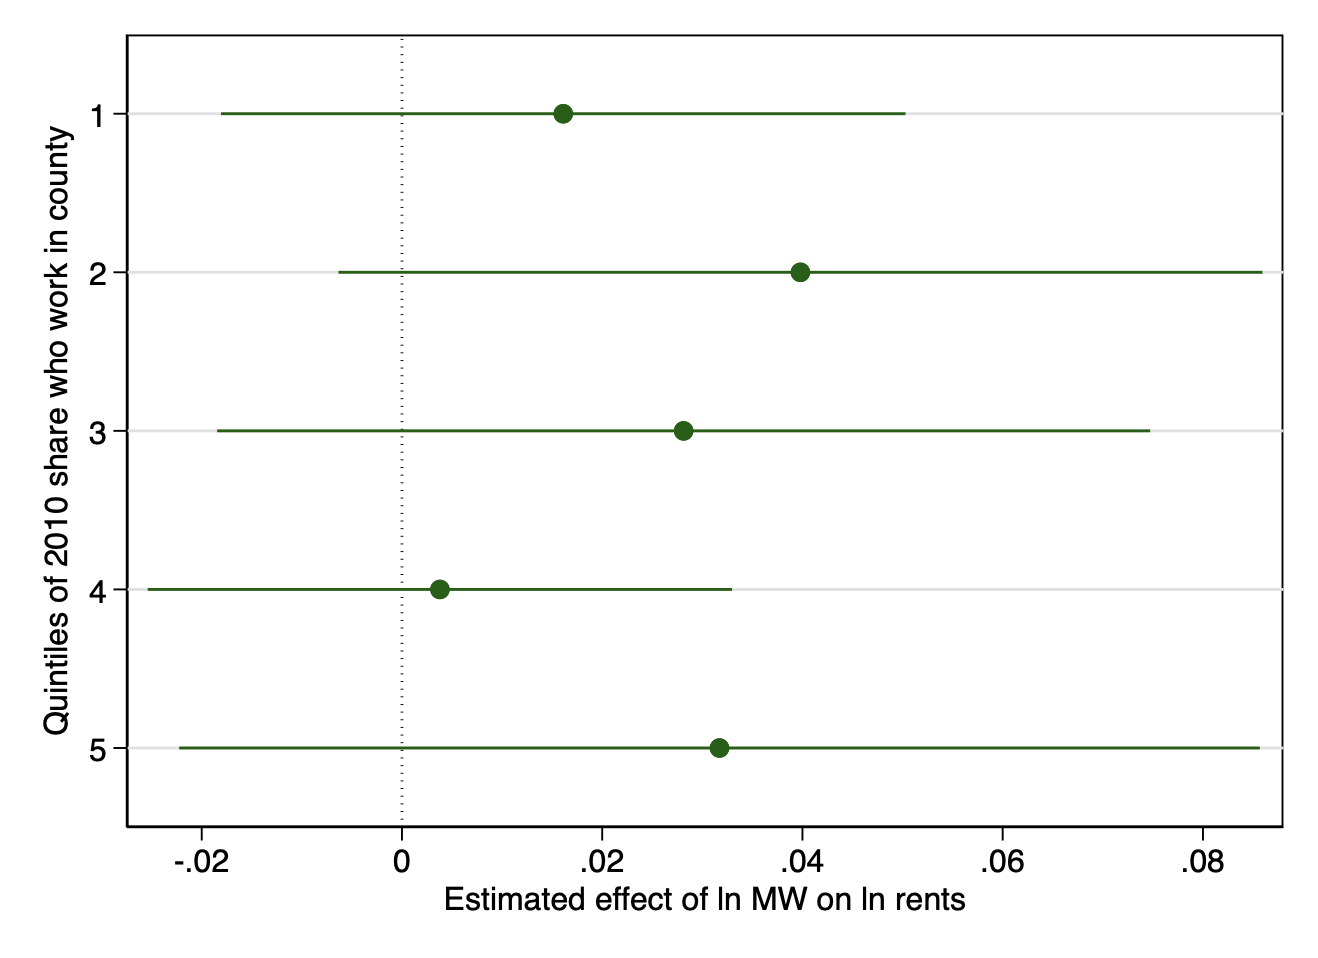 Quintiles of 2010 share who work in county
1
2
3
4
5
-.02 0 .02 .04 .06 .08
Estimated effect of ln MW on ln rents